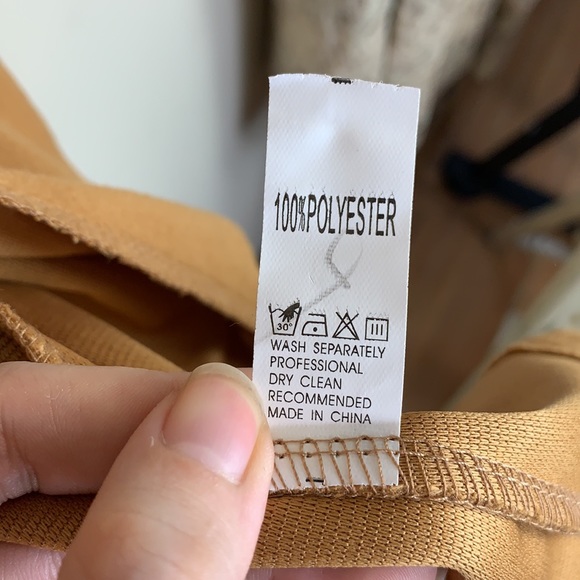 100%POLYESTER
30°
WASH SEPARATELY
PROFESSIONAL
DRY CLEAN
RECOMMENDED
MADE IN CHINA